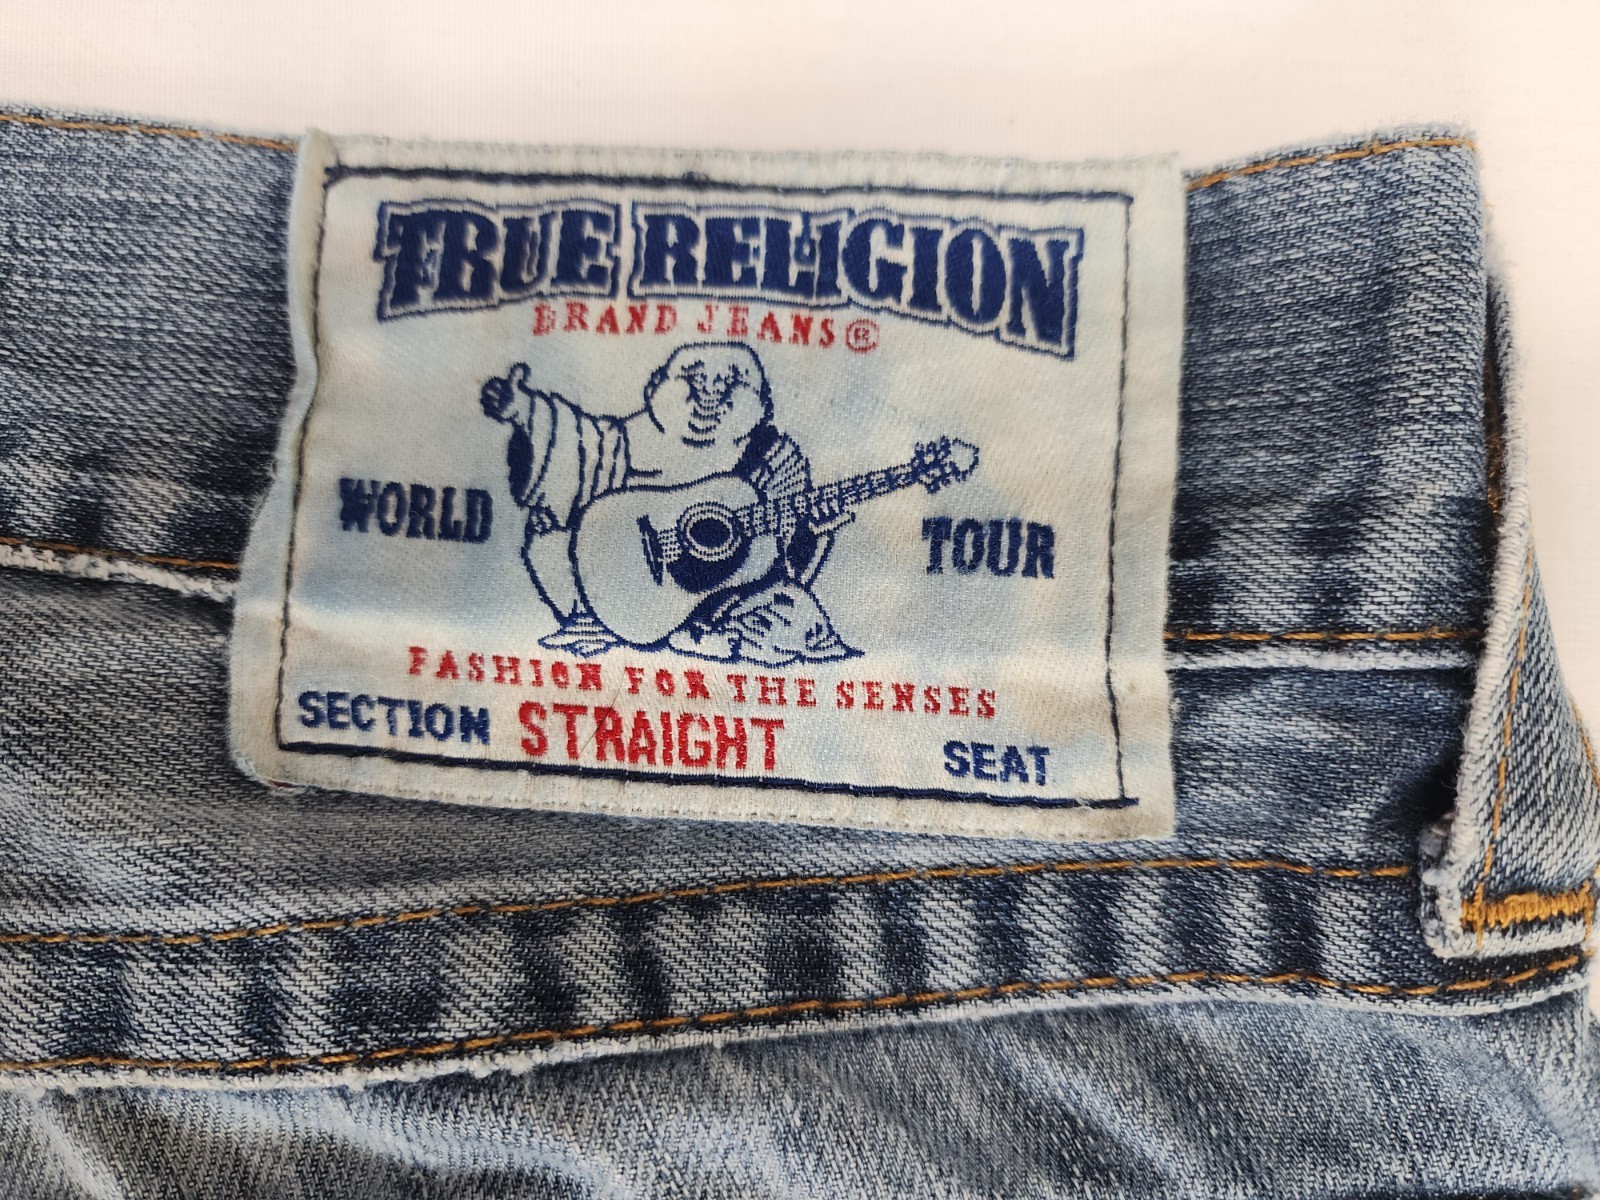 TRUE RELIGION
BRAND JEANS®
WORLD TOUR
FASHION FOR THE SENSES
SECTION STRAIGHT SEAT